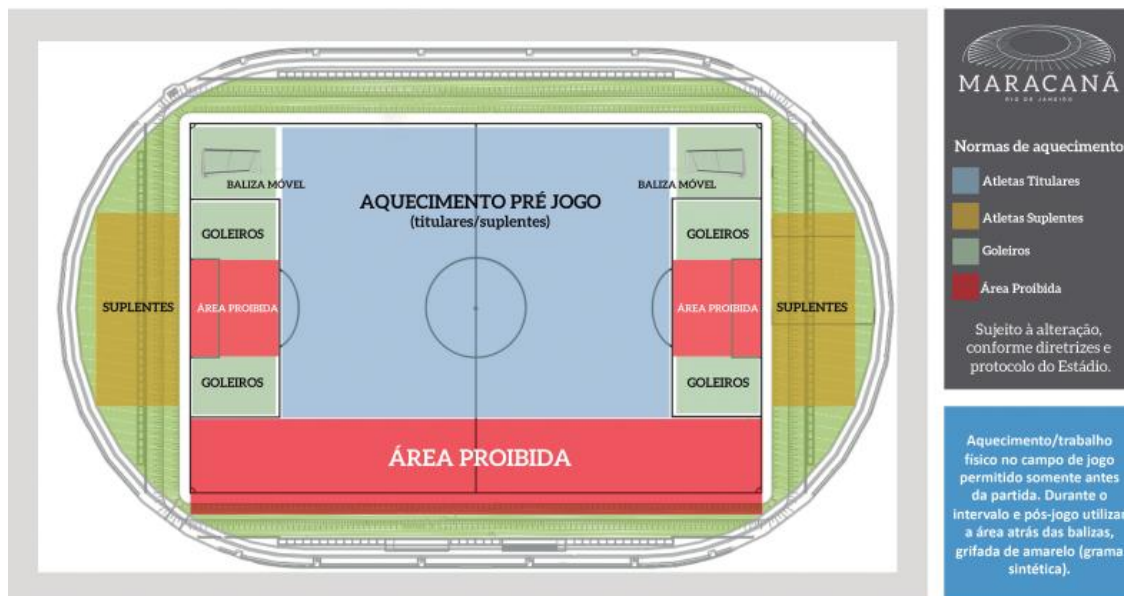 MARACANÃ
RIO DE JANEIRO
Normas de aquecimento
Atletas Titulares
Atletas Suplentes
Goleiros
Área Proibida
Sujeito à alteração,
conforme diretrizes e
protocolo do Estádio.
BALIZA MÓVEL
BALIZA MÓVEL
AQUECIMENTO PRÉ JOGO
(titulares/suplentes)
GOLEIROS
GOLEIROS
SUPLENTES
ÁREA PROIBIDA
ÁREA PROIBIDA
SUPLENTES
GOLEIROS
GOLEIROS
ÁREA PROIBIDA
Aquecimento/trabalho
físico no campo de jogo
permitido somente antes
da partida. Durante o
intervalo e pós-jogo utilizar
a área atrás das balizas,
grifada de amarelo (grama
sintética).